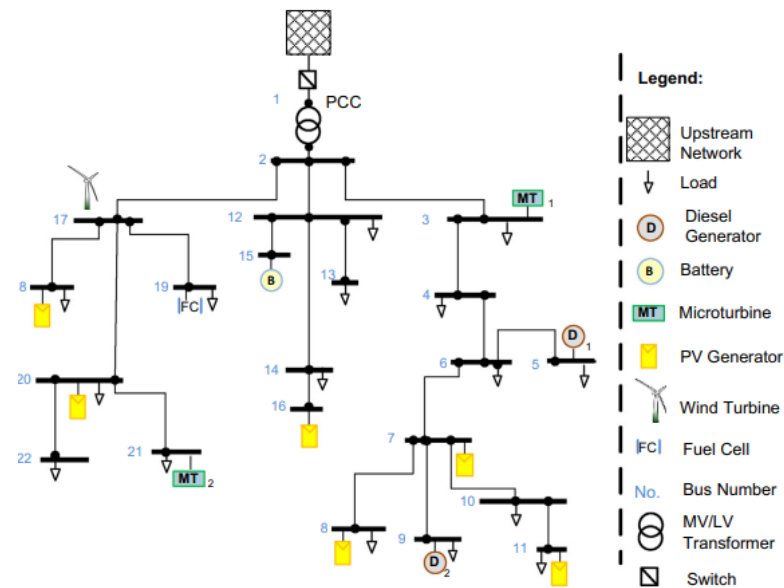 1
PCC
2
17
12
MT 1
3
15
8
19
B
13
FC
4
D 1
6
5
20
14
16
7
22
21
MT 2
10
8
9
D 2
11
Legend:
Upstream
Network
Load
D
Diesel
Generator
B
Battery
MT
Microturbine
PV Generator
Wind Turbine
FC
Fuel Cell
No.
Bus Number
MV/LV
Transformer
Switch